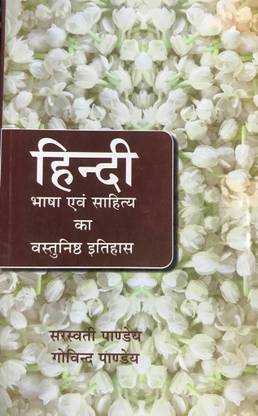 हिन्दी
भाषा एवं साहित्य
का
वस्तुनिष्ठ इतिहास
सरस्वती पाण्डेय
गोविन्द पाण्डेय